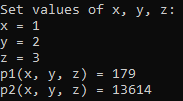 Set values of x, y, z:
x = 1
y = 2
z = 3
p1(x, y, z) = 179
p2(x, y, z) = 13614